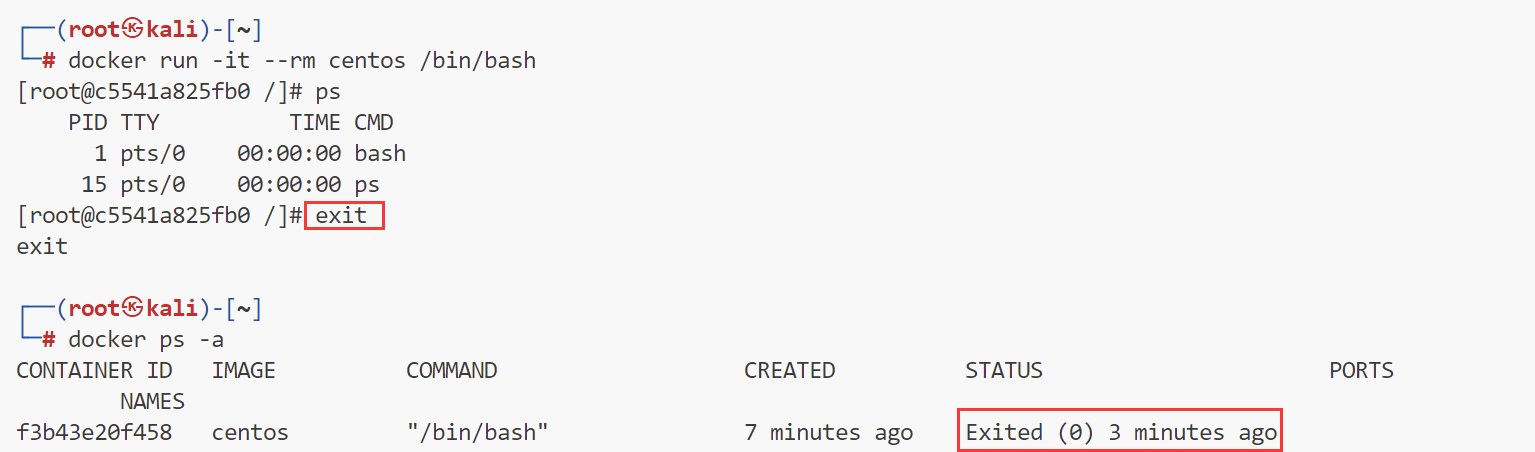 ┌──(root㉿kali)-[~]
└─# docker run -it --rm centos /bin/bash
[root@c5541a825fb0 /]# ps
    PID TTY          TIME CMD
      1 pts/0    00:00:00 bash
     15 pts/0    00:00:00 ps
[root@c5541a825fb0 /]# exit
exit
┌──(root㉿kali)-[~]
└─# docker ps -a
CONTAINER ID   IMAGE          COMMAND                   CREATED          STATUS                      PORTS
        NAMES
f3b43e20f458   centos         "/bin/bash"               7 minutes ago    Exited (0) 3 minutes ago